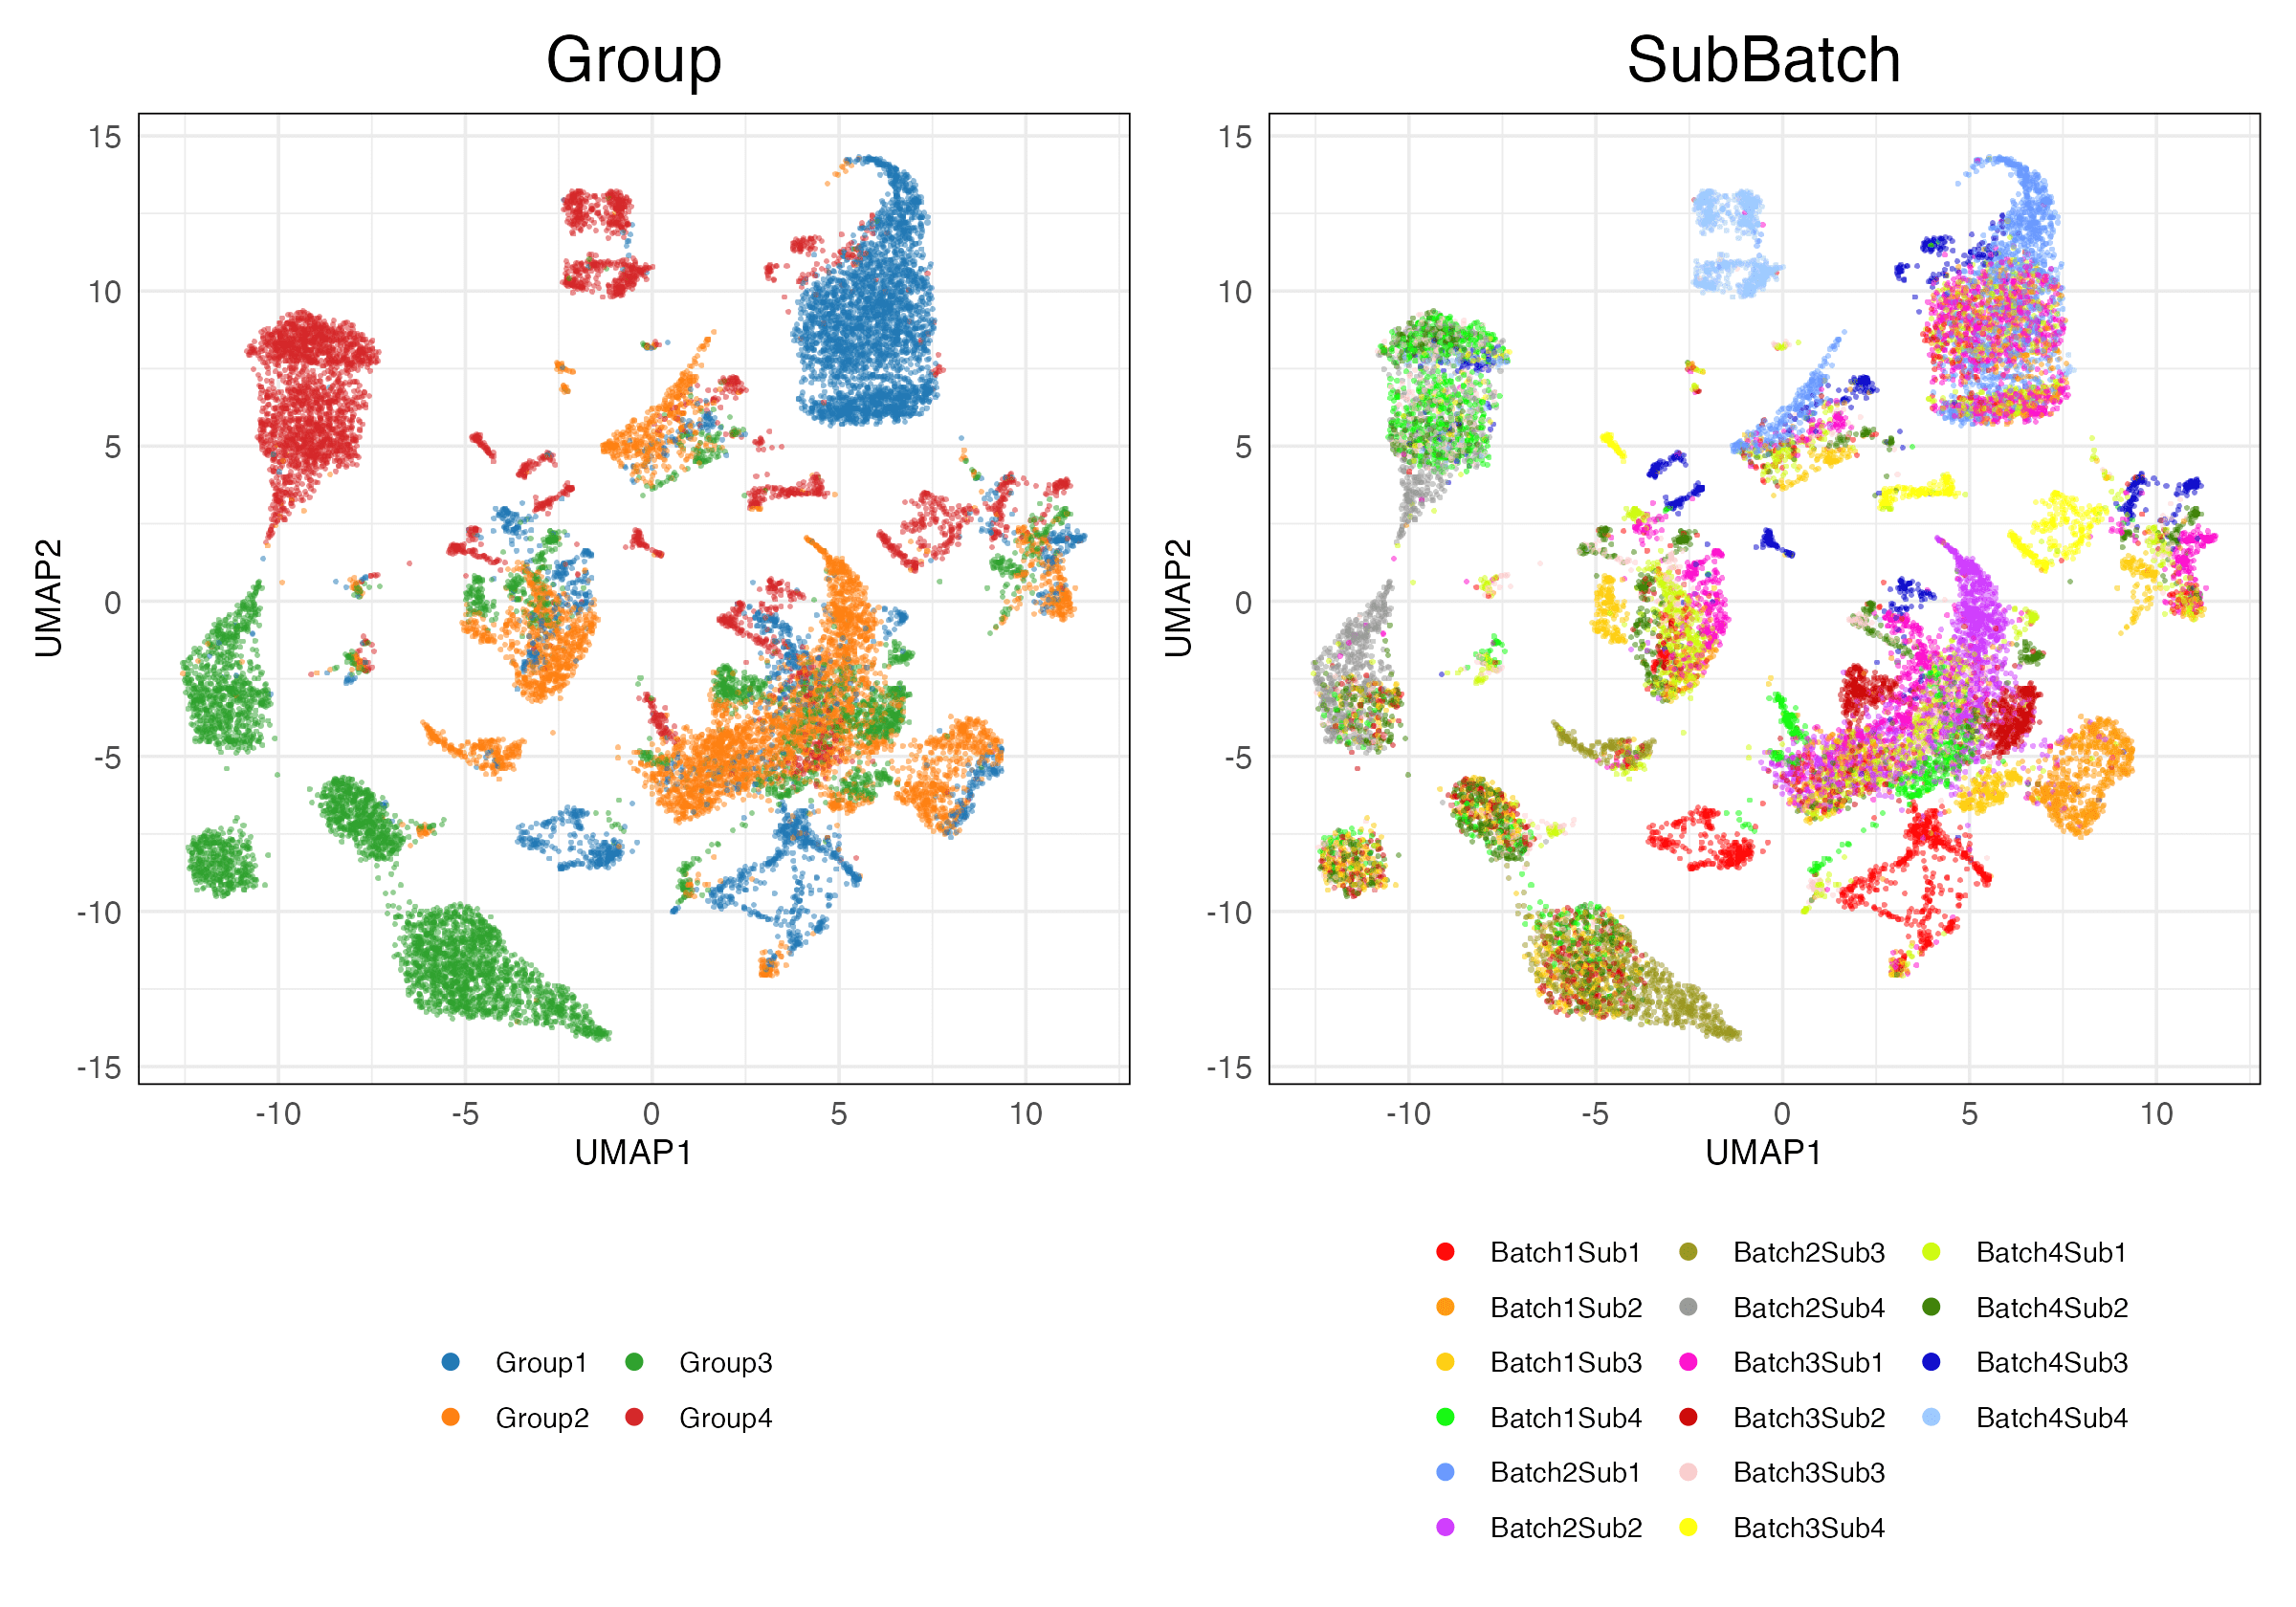 Group
SubBatch
UMAP2
15
10
5
0
-5
-10
-15
-10
-5
0
5
10
UMAP1
UMAP2
15
10
5
0
-5
-10
-15
-10
-5
0
5
10
UMAP1
Group1
Group3
Group2
Group4
Batch1Sub1
Batch2Sub3
Batch4Sub1
Batch1Sub2
Batch2Sub4
Batch4Sub2
Batch1Sub3
Batch3Sub1
Batch4Sub3
Batch1Sub4
Batch3Sub2
Batch4Sub4
Batch2Sub1
Batch3Sub3
Batch2Sub2
Batch3Sub4